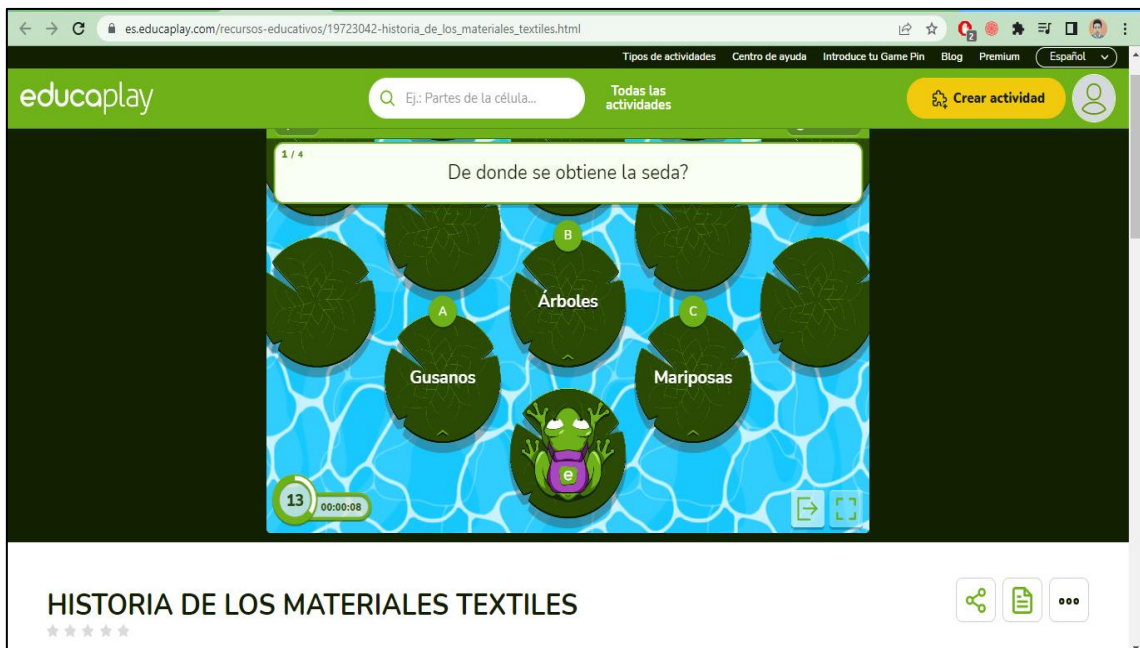 es.educaplay.com/recursos-educativos/19723042-historia_de_los_materiales_textiles.html
2
Tipos de actividades Centro de ayuda Introduce tu Game Pin Blog Premium Español
educaplay
Ej.: Partes de la célula...
Todas las
actividades
Crear actividad
1 / 4
De donde se obtiene la seda?
B
Árboles
A
C
Gusanos
Mariposas
e
13
00:00:08
HISTORIA DE LOS MATERIALES TEXTILES